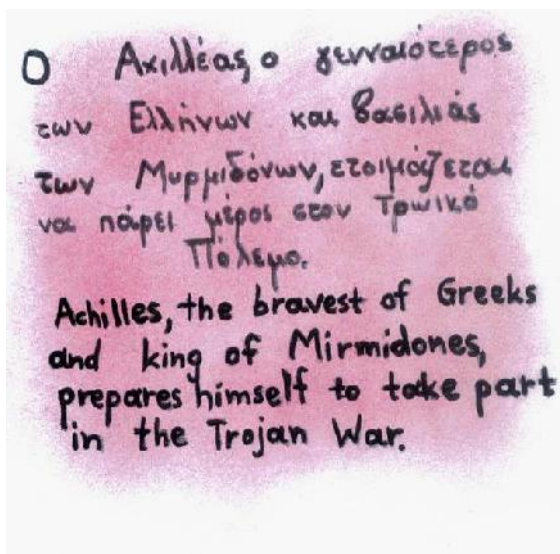 Ο Αχιλλέας, ο γενναιότερος
των Ελλήνων και βασιλιάς
των Μυρμιδόνων, ετοιμάζεται
να πάρει μέρος στον Τρωικό
Πόλεμο.
Achilles, the bravest of Greeks
and king of Mirmidones,
prepares himself to take part
in the Trojan War.